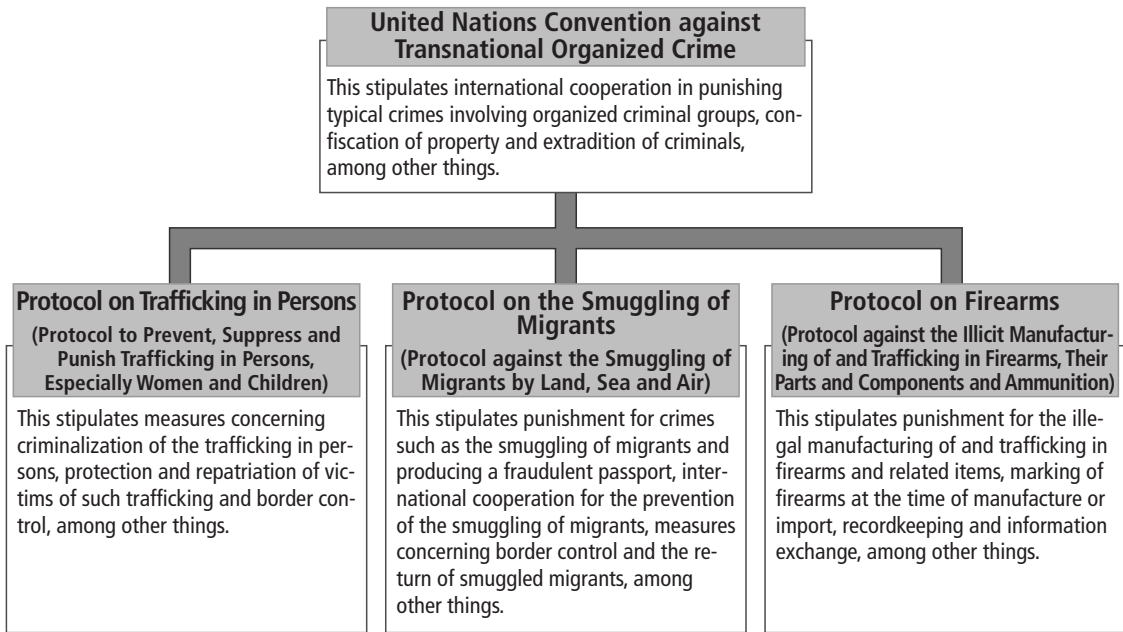 United Nations Convention against
Transnational Organized Crime
This stipulates international cooperation in punishing
typical crimes involving organized criminal groups, con-
fiscation of property and extradition of criminals,
among other things.
Protocol on Trafficking in Persons
(Protocol to Prevent, Suppress and
Punish Trafficking in Persons,
Especially Women and Children)
This stipulates measures concerning
criminalization of the trafficking in per-
sons, protection and repatriation of vic-
tims of such trafficking and border con-
trol, among other things.
Protocol on the Smuggling of
Migrants
(Protocol against the Smuggling of
Migrants by Land, Sea and Air)
This stipulates punishment for crimes
such as the smuggling of migrants and
producing a fraudulent passport, inter-
national cooperation for the prevention
of the smuggling of migrants, measures
concerning border control and the re-
turn of smuggled migrants, among
other things.
Protocol on Firearms
(Protocol against the Illicit Manufactur-
ing of and Trafficking in Firearms, Their
Parts and Components and Ammunition)
This stipulates punishment for the ille-
gal manufacturing of and trafficking in
firearms and related items, marking of
firearms at the time of manufacture or
import, recordkeeping and information
exchange, among other things.